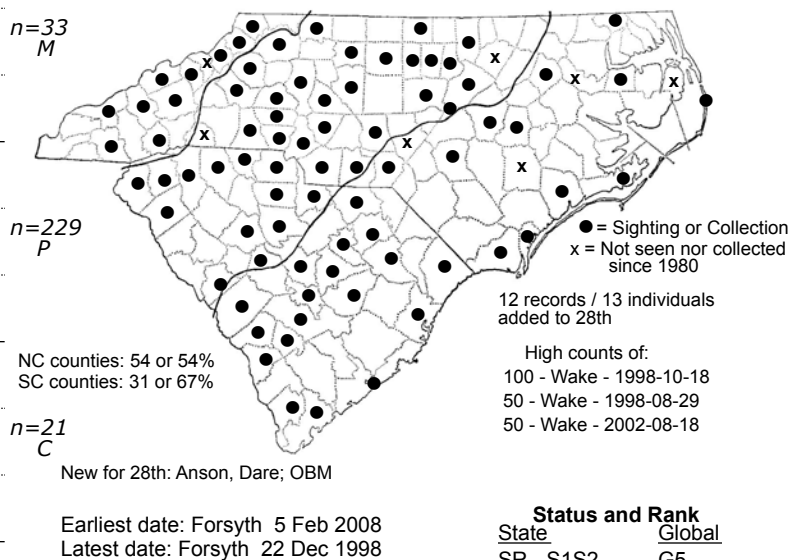 n=33
M
n=229
P
n=21
C
● = Sighting or Collection
x = Not seen nor collected
since 1980
12 records / 13 individuals
added to 28th
High counts of:
100 - Wake - 1998-10-18
50 - Wake - 1998-08-29
50 - Wake - 2002-08-18
NC counties: 54 or 54%
SC counties: 31 or 67%
New for 28th: Anson, Dare; OBM
Earliest date: Forsyth 5 Feb 2008
Latest date: Forsyth 22 Dec 1998
Status and Rank
State Global
SR S1S2 G5